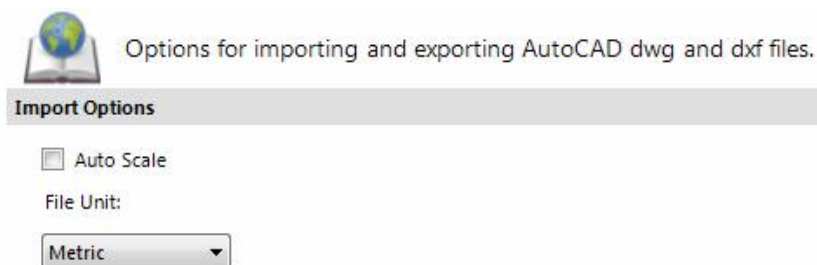 Options for importing and exporting AutoCAD dwg and dxf files.
Import Options
Auto Scale
File Unit:
Metric